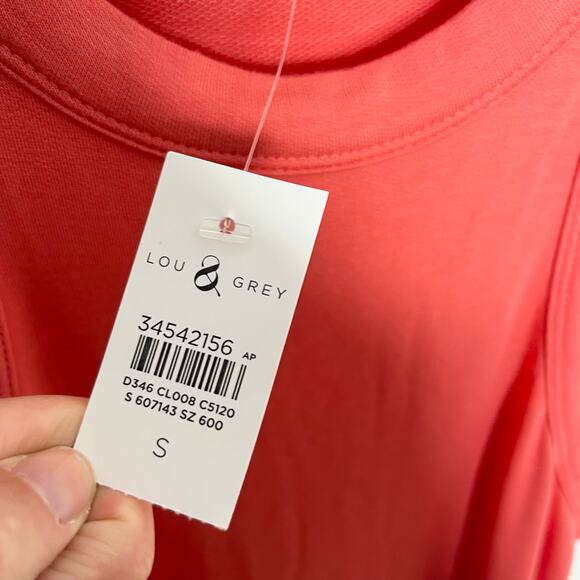 LOU & GREY
34542156 AP
D346 CL008 C5120
S 607143 SZ 600
S